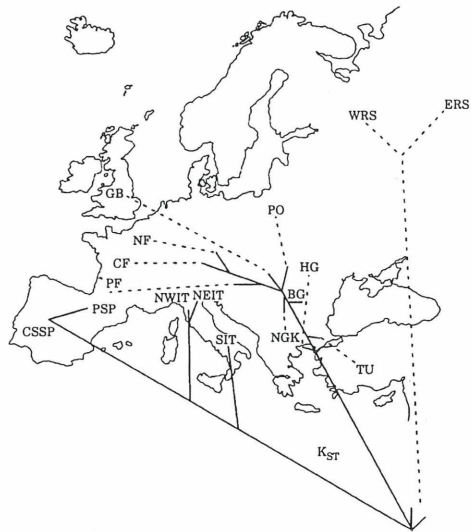 ERS
WRS
GB
PO
NF
CF
HG
PF
NWIT NEIT
BG
PSP
CSSP
SIT
NGK
TU
KST